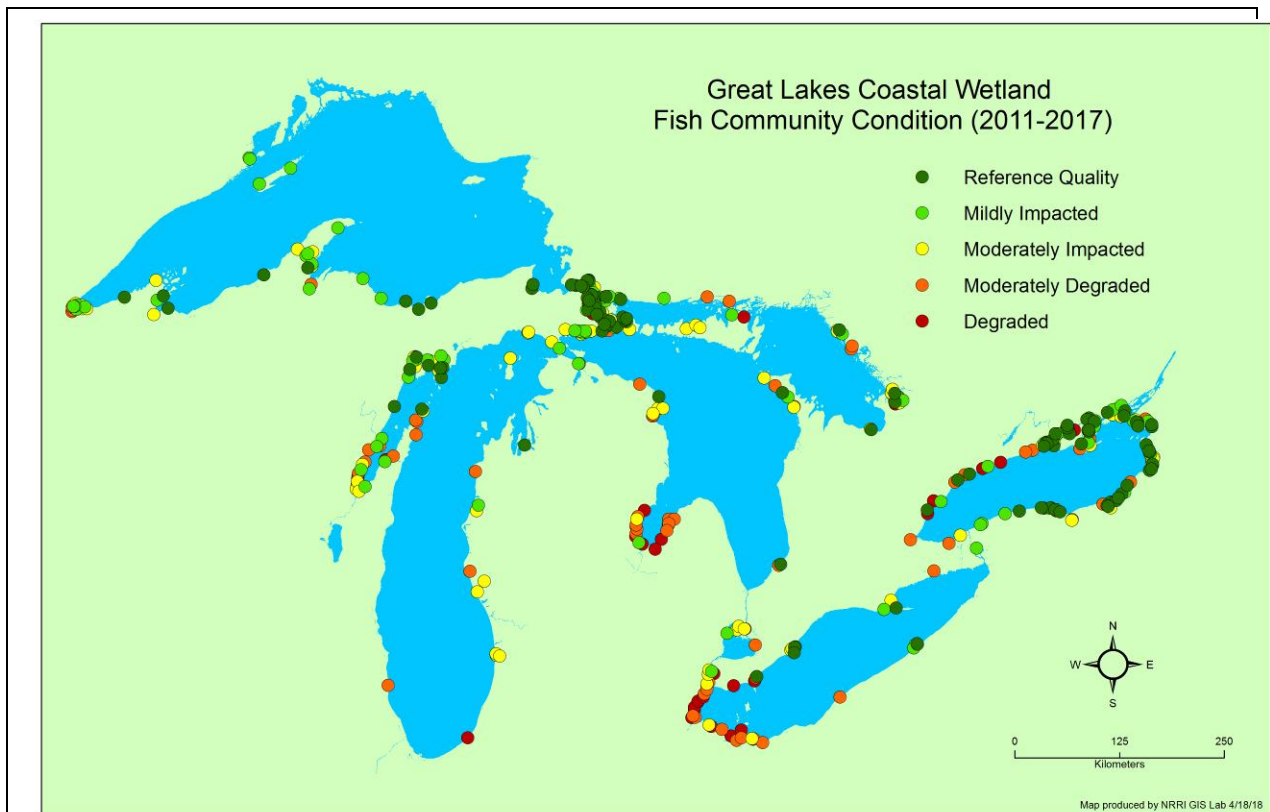 Great Lakes Coastal Wetland
Fish Community Condition (2011-2017)
Reference Quality
Mildly Impacted
Moderately Impacted
Moderately Degraded
Degraded
N
W E
S
0 125 250
Kilometers
Map produced by NRRI GIS Lab 4/18/18